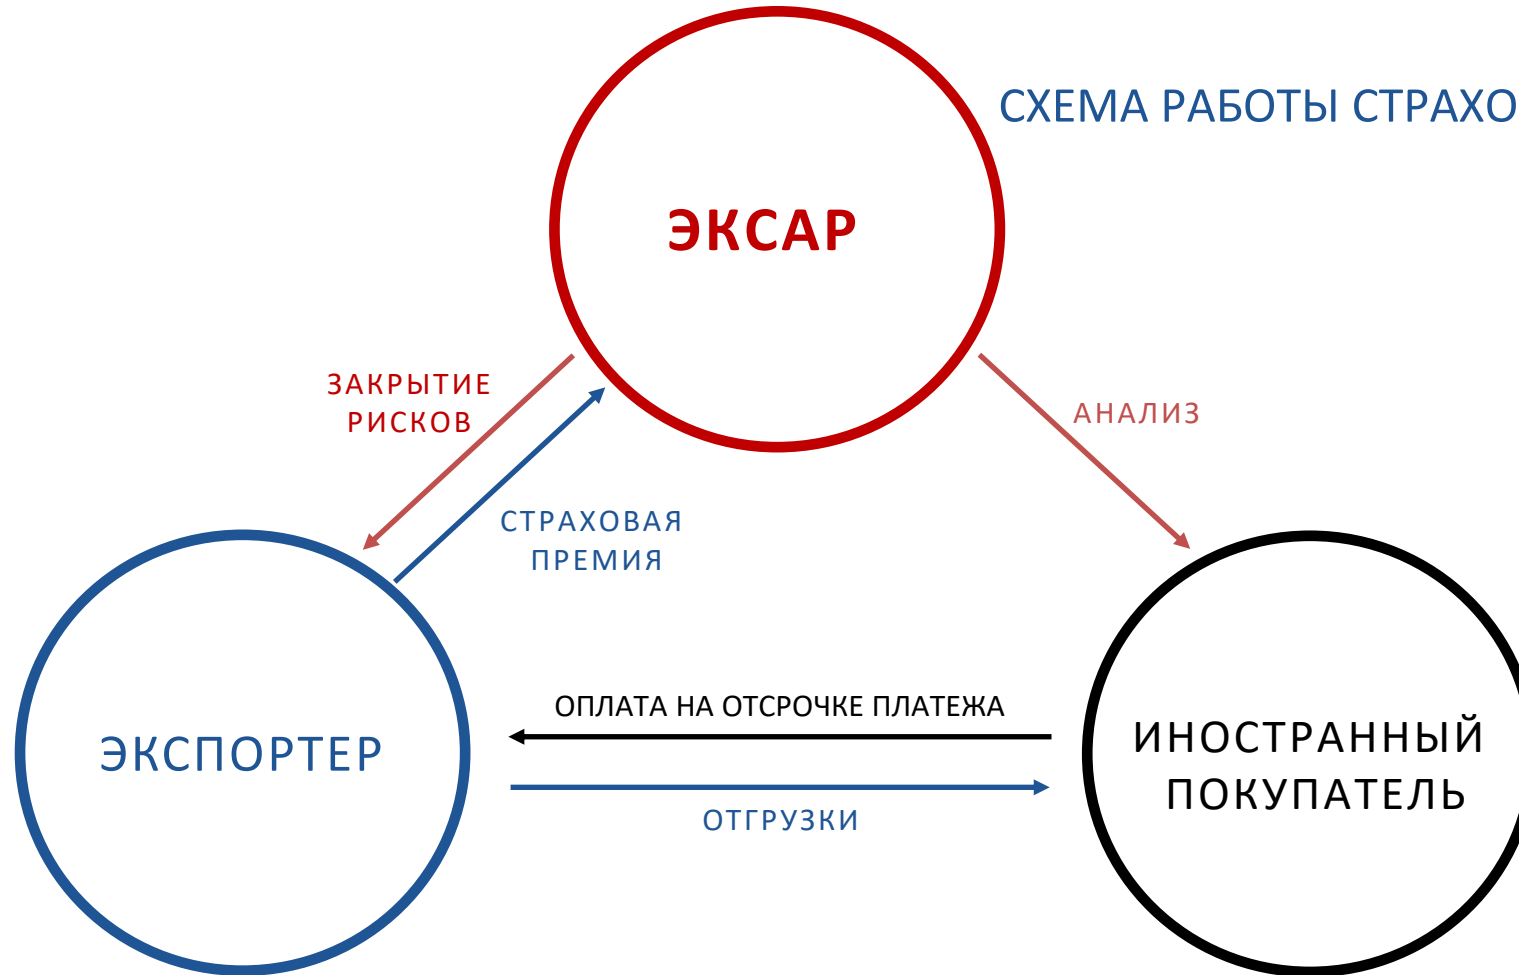 СХЕМА РАБОТЫ СТРАХО
ЭКСАР
ЗАКРЫТИЕ
РИСКОВ
АНАЛИЗ
СТРАХОВАЯ
ПРЕМИЯ
ОПЛАТА НА ОТСРОЧКЕ ПЛАТЕЖА
ЭКСПОРТЕР
ИНОСТРАННЫЙ
ПОКУПАТЕЛЬ
ОТГРУЗКИ